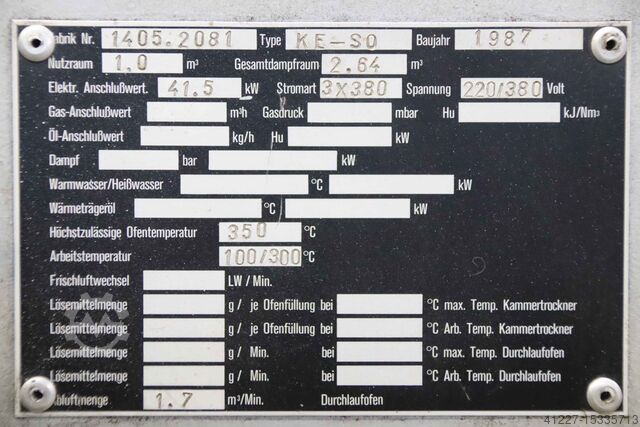 Fabrik Nr. 1405.2081 Type KE-SO Baujahr 1987
Nutzraum 1.0 m³ Gesamtdampfraum 2.64 m³
Elektr. Anschlußwert. 41.5 kW Stromart 3X380 Spannung 220/380 Volt
Gas-Anschlußwert m³h Gasdruck mbar Hu kJ/Nm³
Öl-Anschlußwert kg/h Hu kW
Dampf bar kW
Warmwasser/Heißwasser °C kW
Wärmeträgeröl °C kW
Höchstzulässige Ofentemperatur 350 °C
Arbeitstemperatur 100/300 °C
Frischluftwechsel LW / Min.
Lösemittelmenge g / je Ofenfüllung bei °C max. Temp. Kammertrockner
Lösemittelmenge g / je Ofenfüllung bei °C Arb. Temp. Kammertrockner
Lösemittelmenge g / Min. bei °C max. Temp. Durchlaufofen
Lösemittelmenge g / Min. bei °C Arb. Temp. Durchlaufofen
Abluftmenge 1.7 m³/Min. Durchlaufofen
41227-15335713